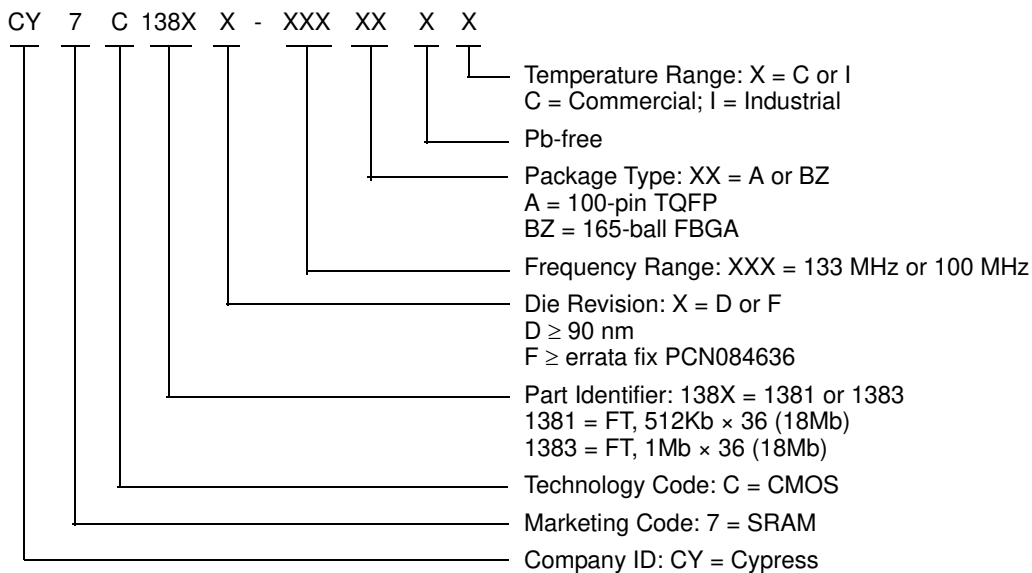 CY 7 C 138X X - XXX XX X X
Temperature Range: X = C or I
C = Commercial; I = Industrial
Pb-free
Package Type: XX = A or BZ
A = 100-pin TQFP
BZ = 165-ball FBGA
Frequency Range: XXX = 133 MHz or 100 MHz
Die Revision: X = D or F
D ≥ 90 nm
F ≥ errata fix PCN084636
Part Identifier: 138X = 1381 or 1383
1381 = FT, 512Kb × 36 (18Mb)
1383 = FT, 1Mb × 36 (18Mb)
Technology Code: C = CMOS
Marketing Code: 7 = SRAM
Company ID: CY = Cypress